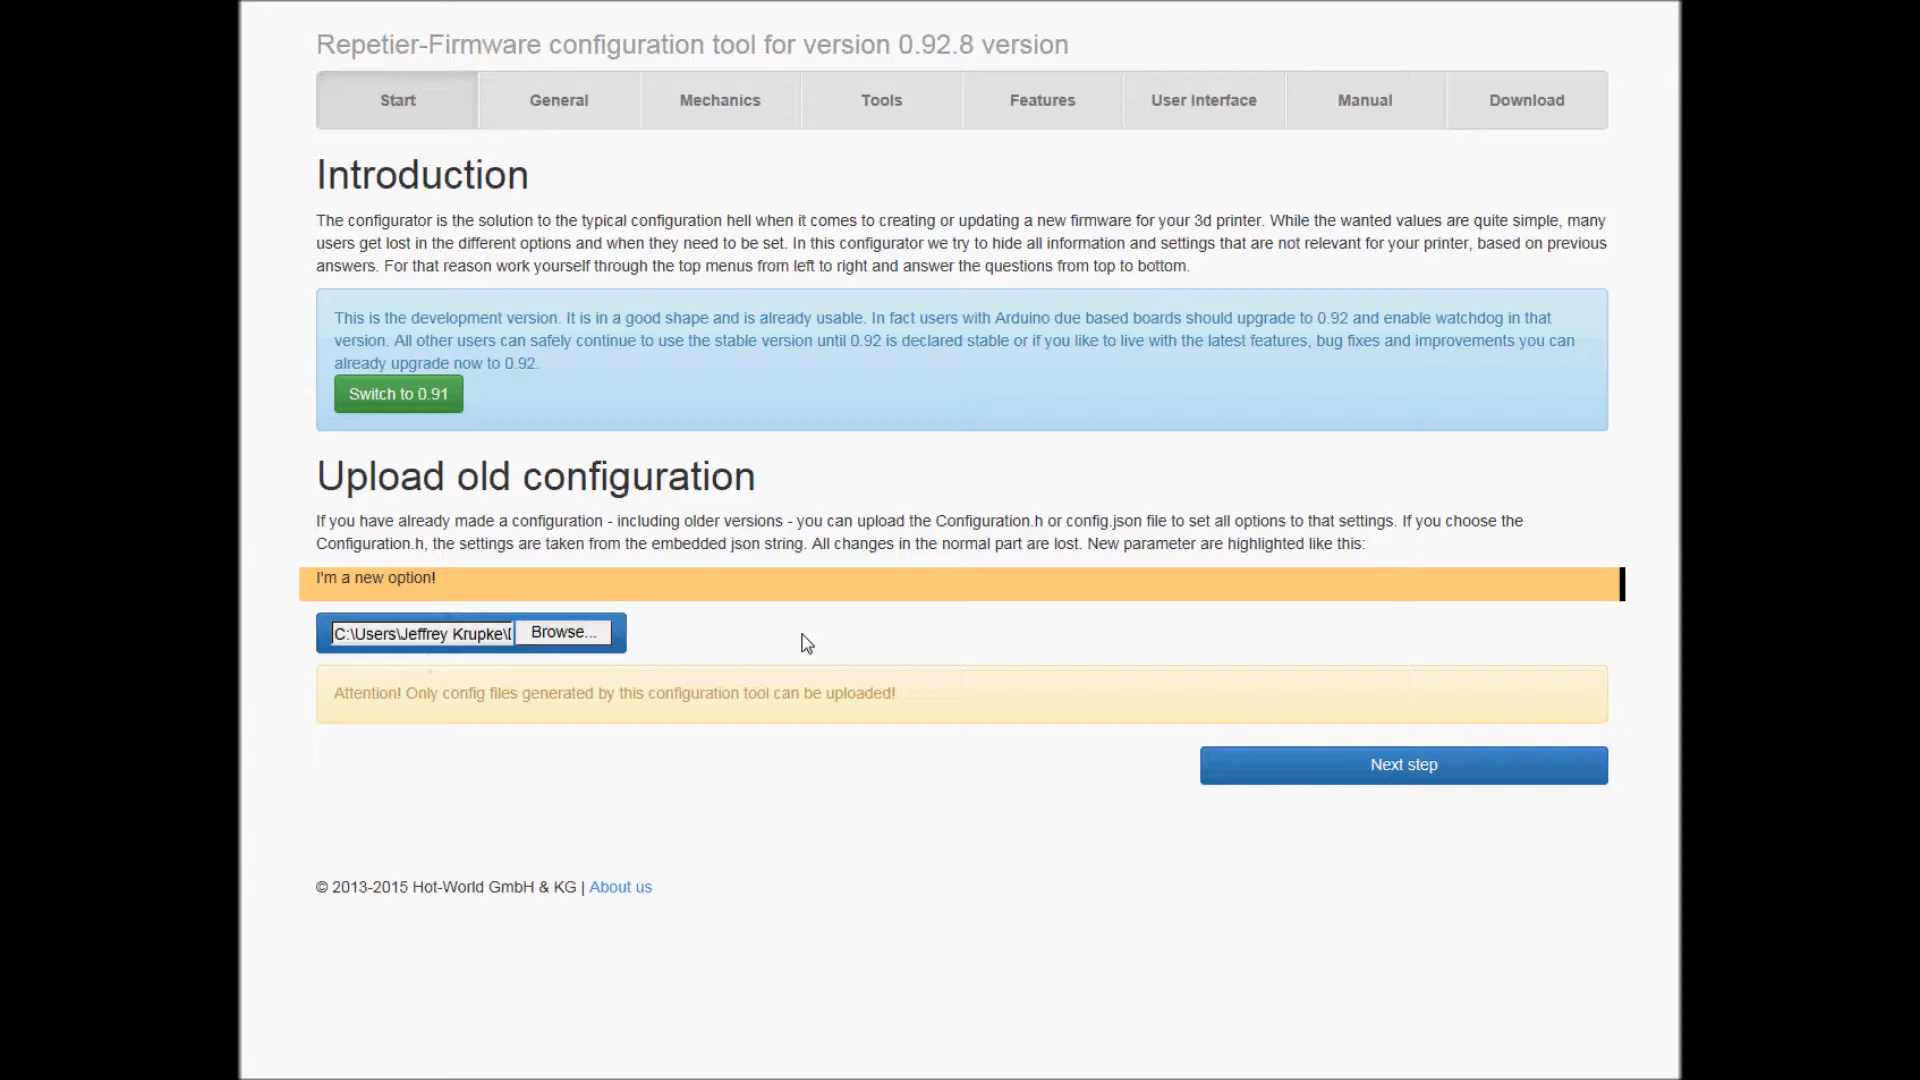 Repetier-Firmware configuration tool for version 0.92.8 version
Start General Mechanics Tools Features User Interface Manual Download
Introduction
The configurator is the solution to the typical configuration hell when it comes to creating or updating a new firmware for your 3d printer. While the wanted values are quite simple, many
users get lost in the different options and when they need to be set. In this configurator we try to hide all information and settings that are not relevant for your printer, based on previous
answers. For that reason work yourself through the top menus from left to right and answer the questions from top to bottom.
This is the development version. It is in a good shape and is already usable. In fact users with Arduino due based boards should upgrade to 0.92 and enable watchdog in that
version. All other users can safely continue to use the stable version until 0.92 is declared stable or if you like to live with the latest features, bug fixes and improvements you can
already upgrade now to 0.92.
Switch to 0.91
Upload old configuration
If you have already made a configuration - including older versions - you can upload the Configuration.h or config.json file to set all options to that settings. If you choose the
Configuration.h, the settings are taken from the embedded json string. All changes in the normal part are lost. New parameter are highlighted like this:
I'm a new option!
C:\Users\Jeffrey Krupke\ Browse...
Attention! Only config files generated by this configuration tool can be uploaded!
Next step
© 2013-2015 Hot-World GmbH & KG | About us